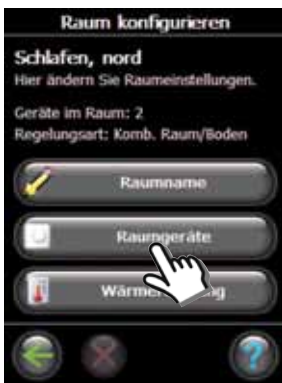 Raum konfigurieren
Schlafen, nord
Hier ändern Sie Raumeinstellungen.
Geräte im Raum: 2
Regelungsart: Komb. Raum/Boden
Raumname
Raumgeräte
?